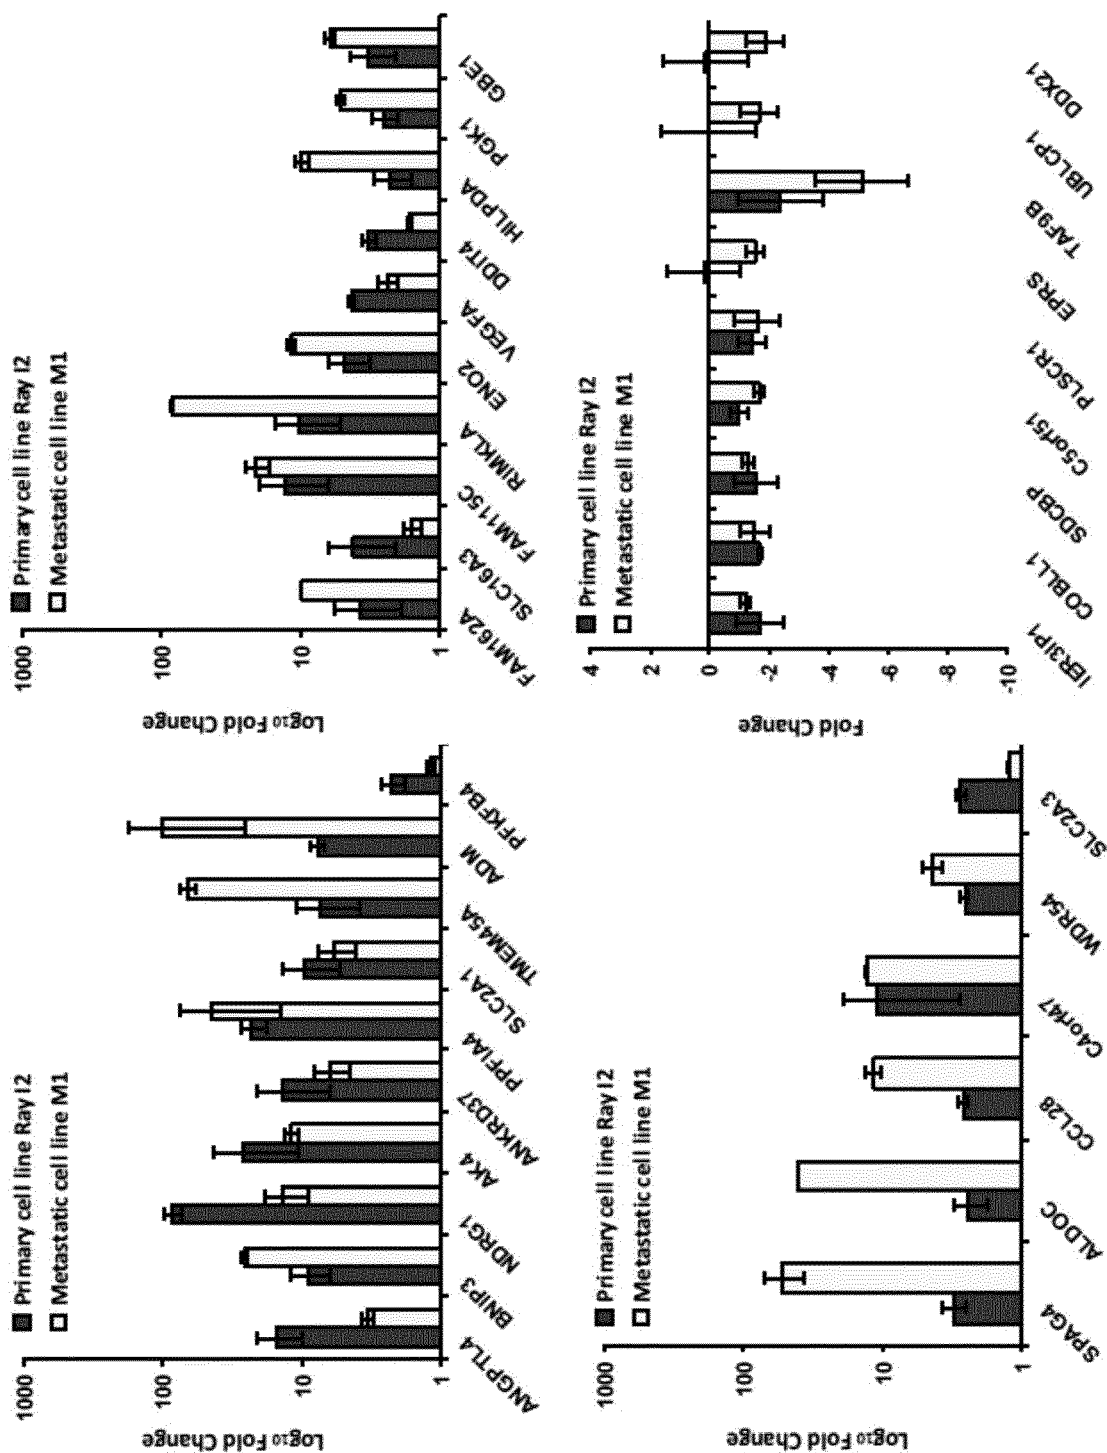 Primary cell line Ray I2
Metastatic cell line M1
Log₁₀ Fold Change
1000
100
10
1
ANGPTL4
BNIP3
NDRG1
AK4
ANKRD37
PPFIA4
SLC2A1
TMEM45A
ADM
PFKFB4
Primary cell line Ray I2
Metastatic cell line M1
Log₁₀ Fold Change
1000
100
10
1
FAM162A
SLC16A3
FAM115C
RIMKLA
ENO2
VEGFA
DDIT4
HILPDA
PGK1
GBE1
Primary cell line Ray I2
Metastatic cell line M1
Log₁₀ Fold Change
1000
100
10
1
SPAG4
ALDOC
CCL28
C4orf47
WDR54
SLC2A3
Primary cell line Ray I2
Metastatic cell line M1
Fold Change
4
2
0
-2
-4
-6
-8
-10
IER3IP1
COBLL1
SDCBP
C5orf51
PLSCR1
EPRS
TAF9B
UBLCP1
DDX21